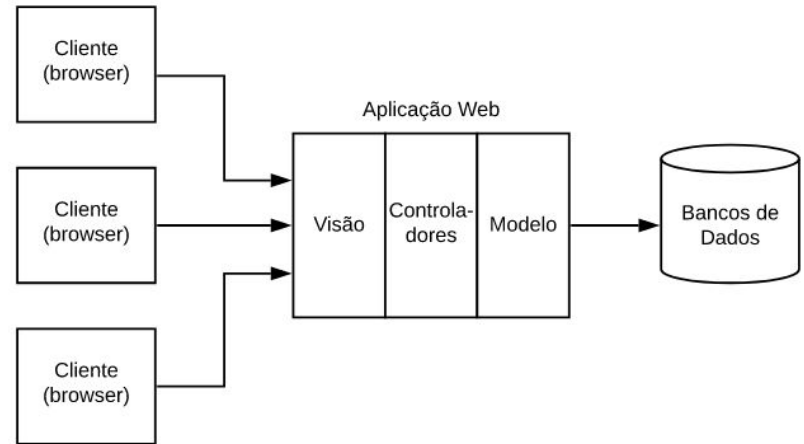 Cliente
(browser)
Aplicação Web
Cliente
(browser)
Visão
Controla-
dores
Modelo
Bancos de
Dados
Cliente
(browser)